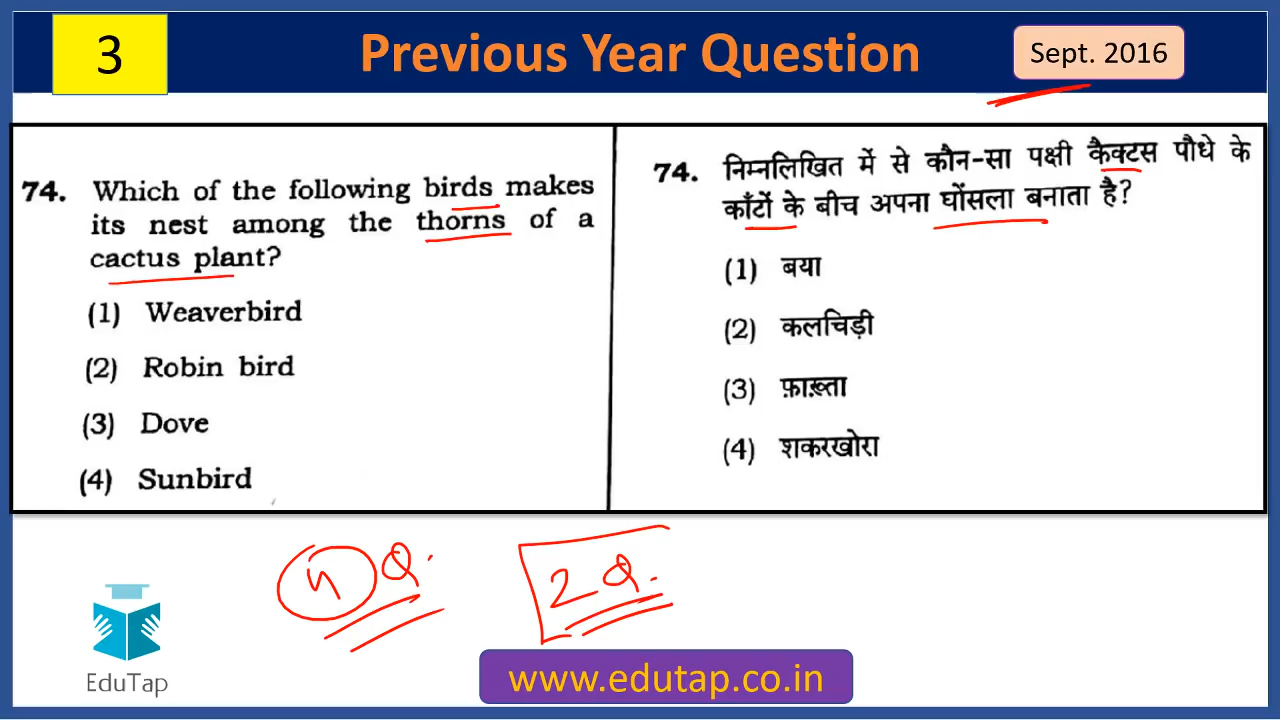 3
Previous Year Question
Sept. 2016
74. Which of the following birds makes
its nest among the thorns of a
cactus plant?
(1) Weaverbird
(2) Robin bird
(3) Dove
(4) Sunbird
74. निम्नलिखित में से कौन-सा पक्षी कैक्टस पौधे के
काँटों के बीच अपना घोंसला बनाता है?
(1) बया
(2) कलचिड़ी
(3) फ़ाख़्ता
(4) शकरखोरा
Q.
2 Q.
EduTap
www.edutap.co.in